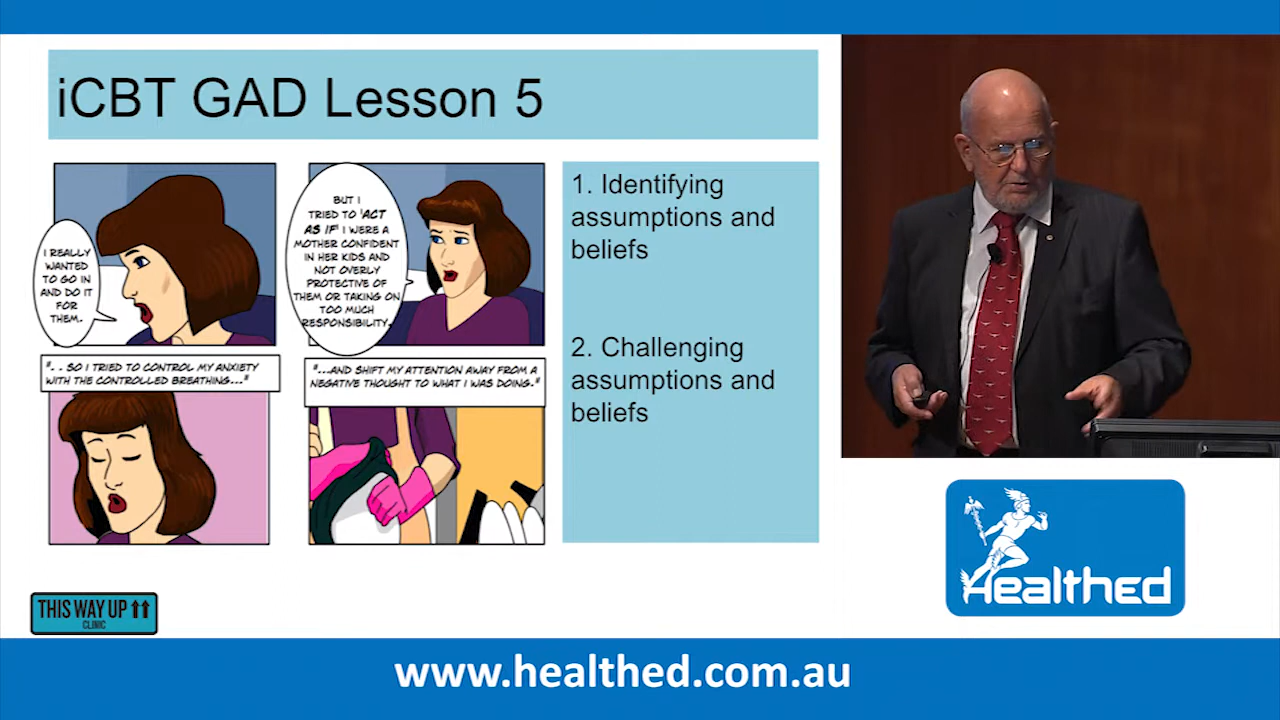 iCBT GAD Lesson 5
I REALLY
WANTED
TO GO IN
AND DO IT
FOR
THEM.
BUT I
TRIED TO 'ACT
AS IF' I WERE A
MOTHER CONFIDENT
IN HER KIDS AND
NOT OVERLY
PROTECTIVE OF
THEM OR TAKING ON
TOO MUCH
RESPONSIBILITY.
". . SO I TRIED TO CONTROL MY ANXIETY
WITH THE CONTROLLED BREATHING..."
"...AND SHIFT MY ATTENTION AWAY FROM A
NEGATIVE THOUGHT TO WHAT I WAS DOING."
1. Identifying
assumptions and
beliefs
2. Challenging
assumptions and
beliefs
THIS WAY UP
CLINIC
Healthed
www.healthed.com.au